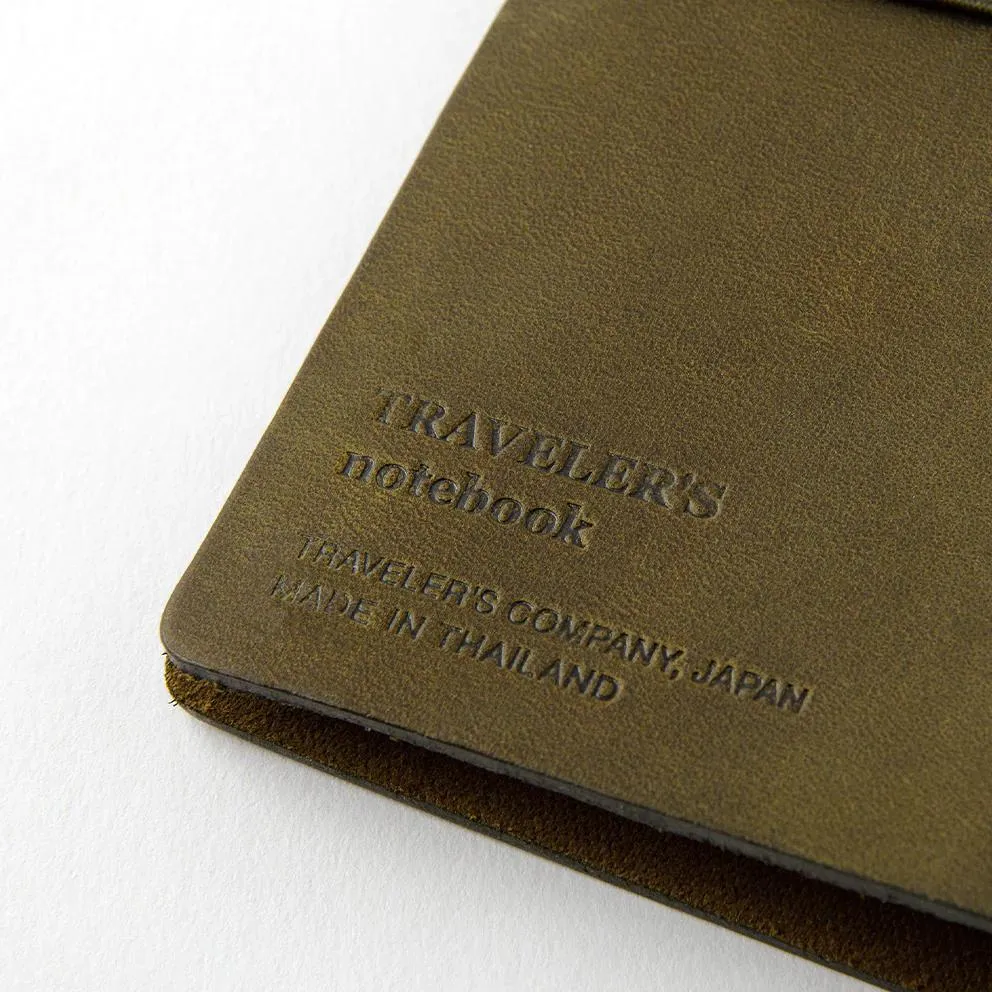 TRAVELER'S
notebook
TRAVELER'S COMPANY, JAPAN
MADE IN THAILAND